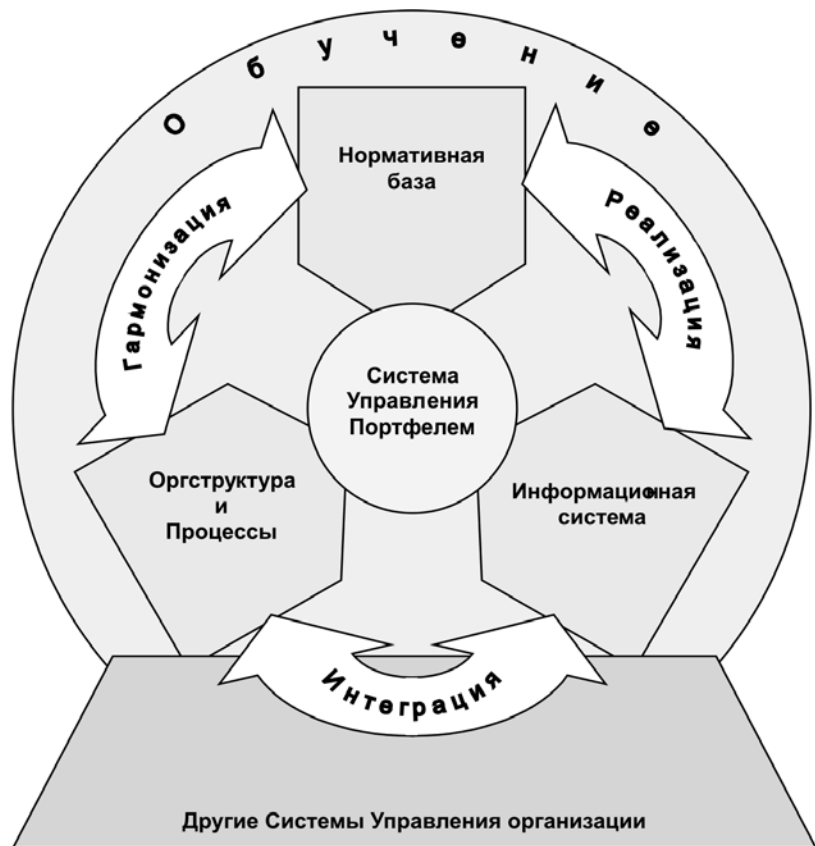 Обучение
Нормативная
база
Гармонизация
Реализация
Система
Управления
Портфелем
Оргструктура
и
Процессы
Информационная
система
Интеграция
Другие Системы Управления организации